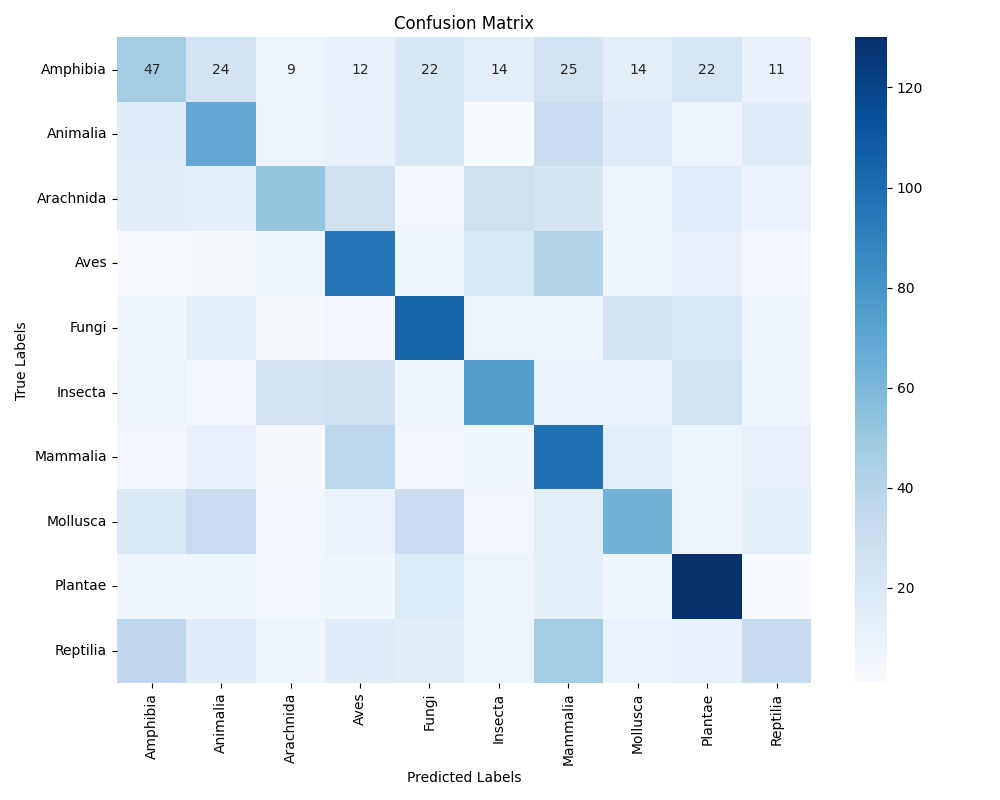 Confusion Matrix
True Labels
Amphibia 47 24 9 12 22 14 25 14 22 11
Animalia
Arachnida
Aves
Fungi
Insecta
Mammalia
Mollusca
Plantae
Reptilia
Amphibia Animalia Arachnida Aves Fungi Insecta Mammalia Mollusca Plantae Reptilia
Predicted Labels
120
100
80
60
40
20